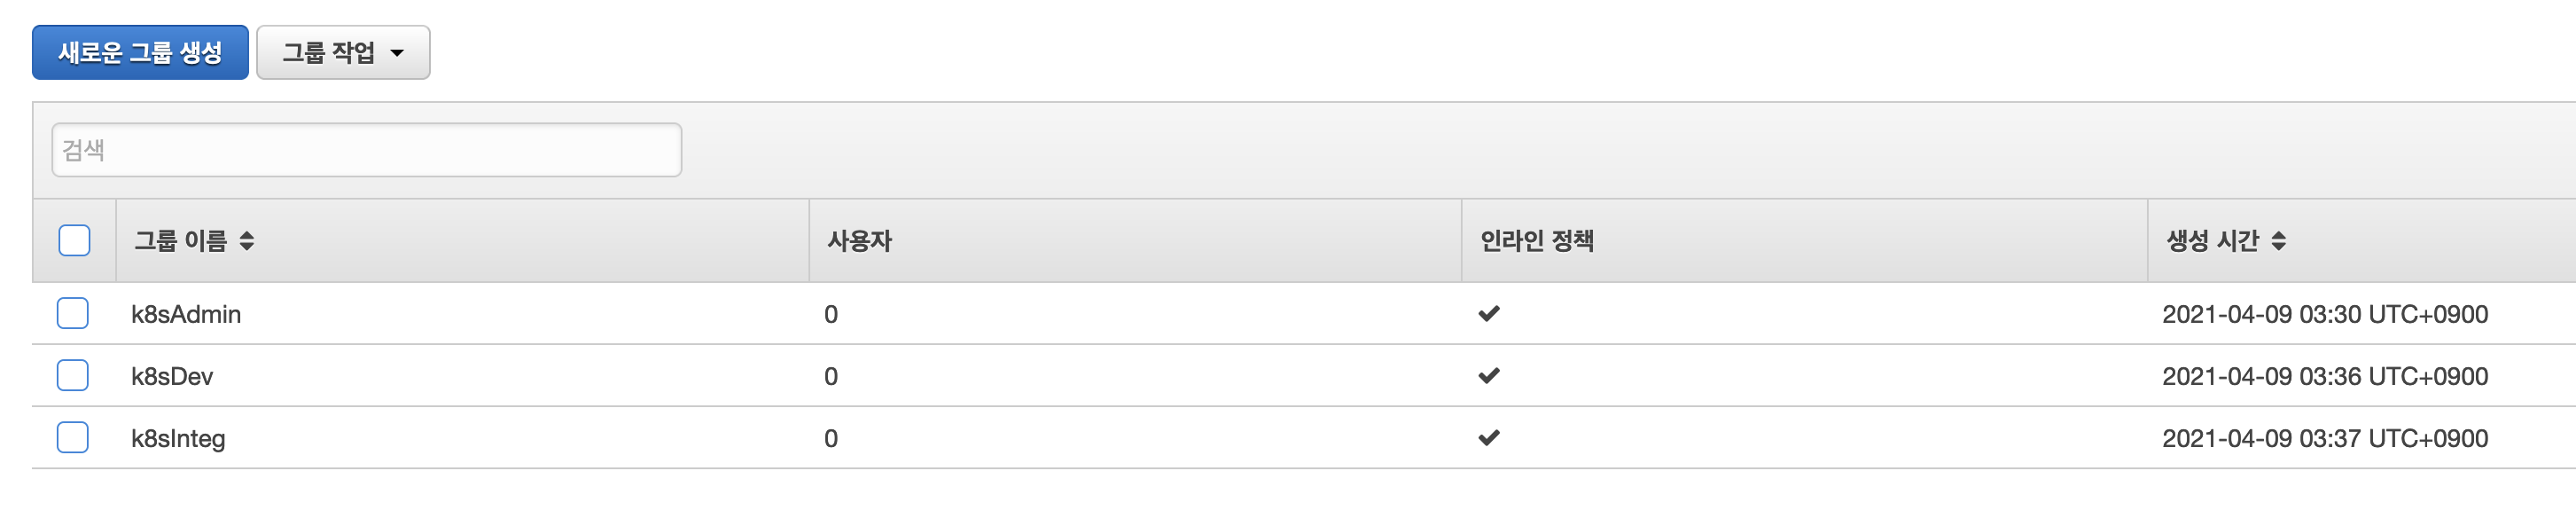 새로운 그룹 생성 그룹 작업
검색
그룹 이름 사용자 인라인 정책 생성 시간
k8sAdmin 0 2021-04-09 03:30 UTC+0900
k8sDev 0 2021-04-09 03:36 UTC+0900
k8sInteg 0 2021-04-09 03:37 UTC+0900